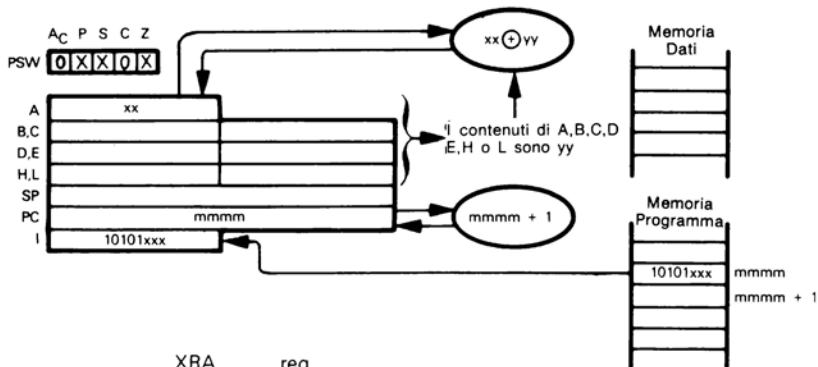 AC P S C Z
PSW 0 X X 0 X
xx ⊕ yy
Memoria
Dati
A xx
B,C
D,E
H,L
SP
PC mmmm
I 10101xxx
i contenuti di A,B,C,D
E,H o L sono yy
mmmm + 1
Memoria
Programma
10101xxx mmmm
mmmm + 1
XRA reg